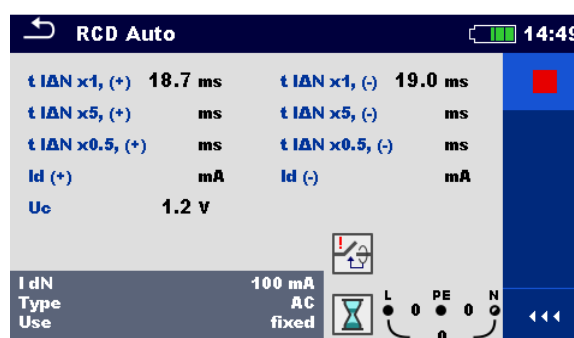 RCD Auto 14:49
t IΔN x1, (+) 18.7 ms t IΔN x1, (-) 19.0 ms
t IΔN x5, (+) ms t IΔN x5, (-) ms
t IΔN x0.5, (+) ms t IΔN x0.5, (-) ms
Id (+) mA Id (-) mA
Uc 1.2 V
I dN 100 mA
Type AC
Use fixed
L PE N
0 0
0